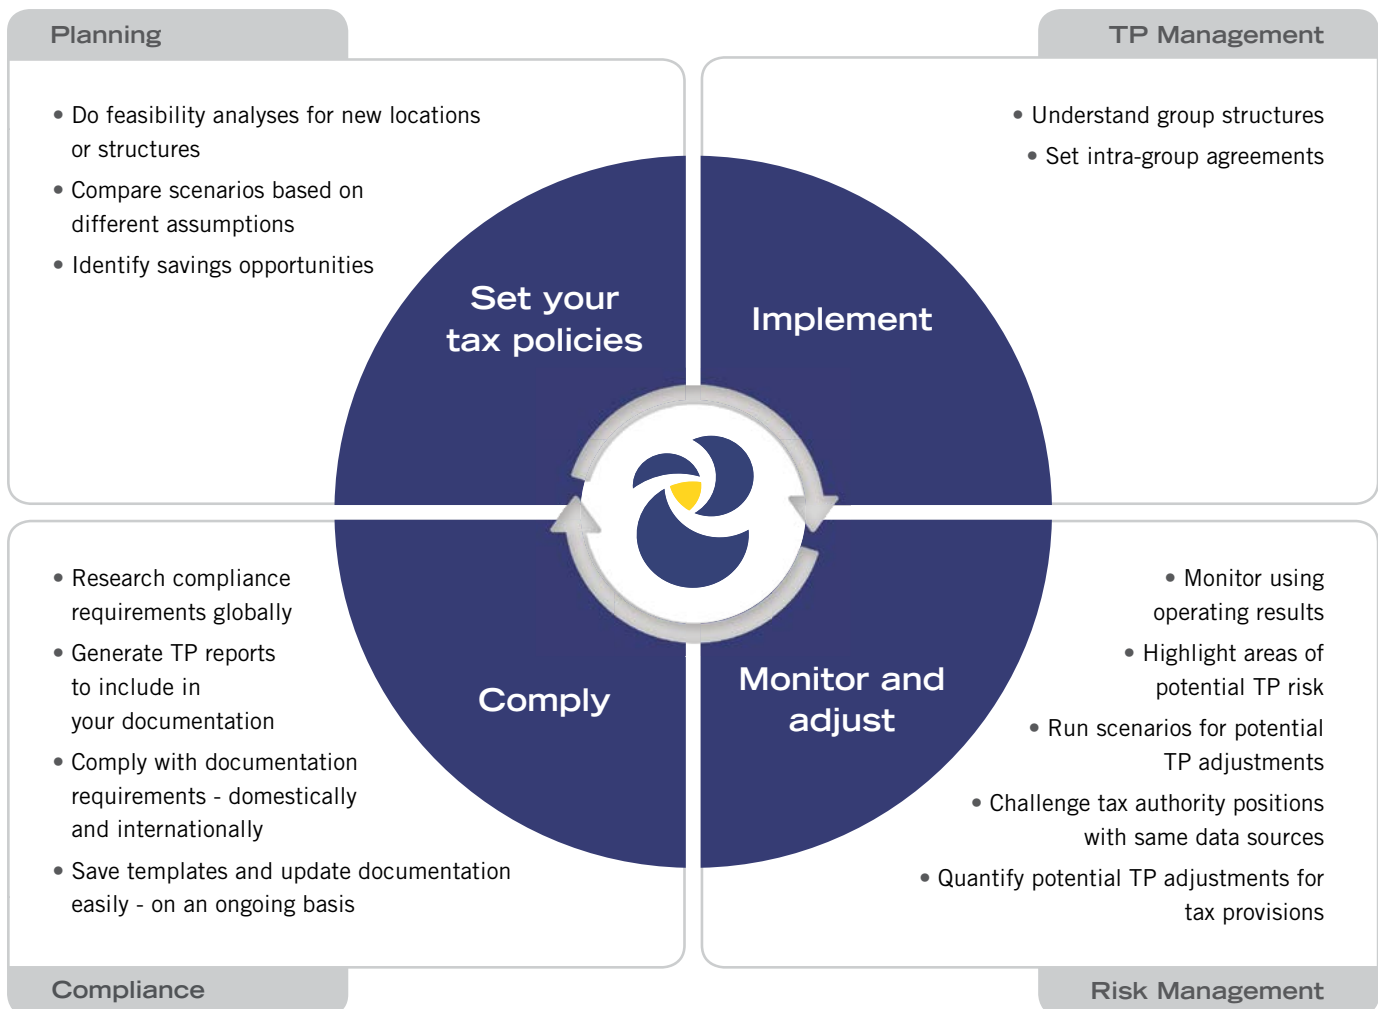 Planning
• Do feasibility analyses for new locations
or structures
• Compare scenarios based on
different assumptions
• Identify savings opportunities
Set your
tax policies
TP Management
• Understand group structures
• Set intra-group agreements
Implement
• Research compliance
requirements globally
• Generate TP reports
to include in
your documentation
• Comply with documentation
requirements - domestically
and internationally
• Save templates and update documentation
easily - on an ongoing basis
Comply
Compliance
Monitor and
adjust
• Monitor using
operating results
• Highlight areas of
potential TP risk
• Run scenarios for potential
TP adjustments
• Challenge tax authority positions
with same data sources
• Quantify potential TP adjustments for
tax provisions
Risk Management